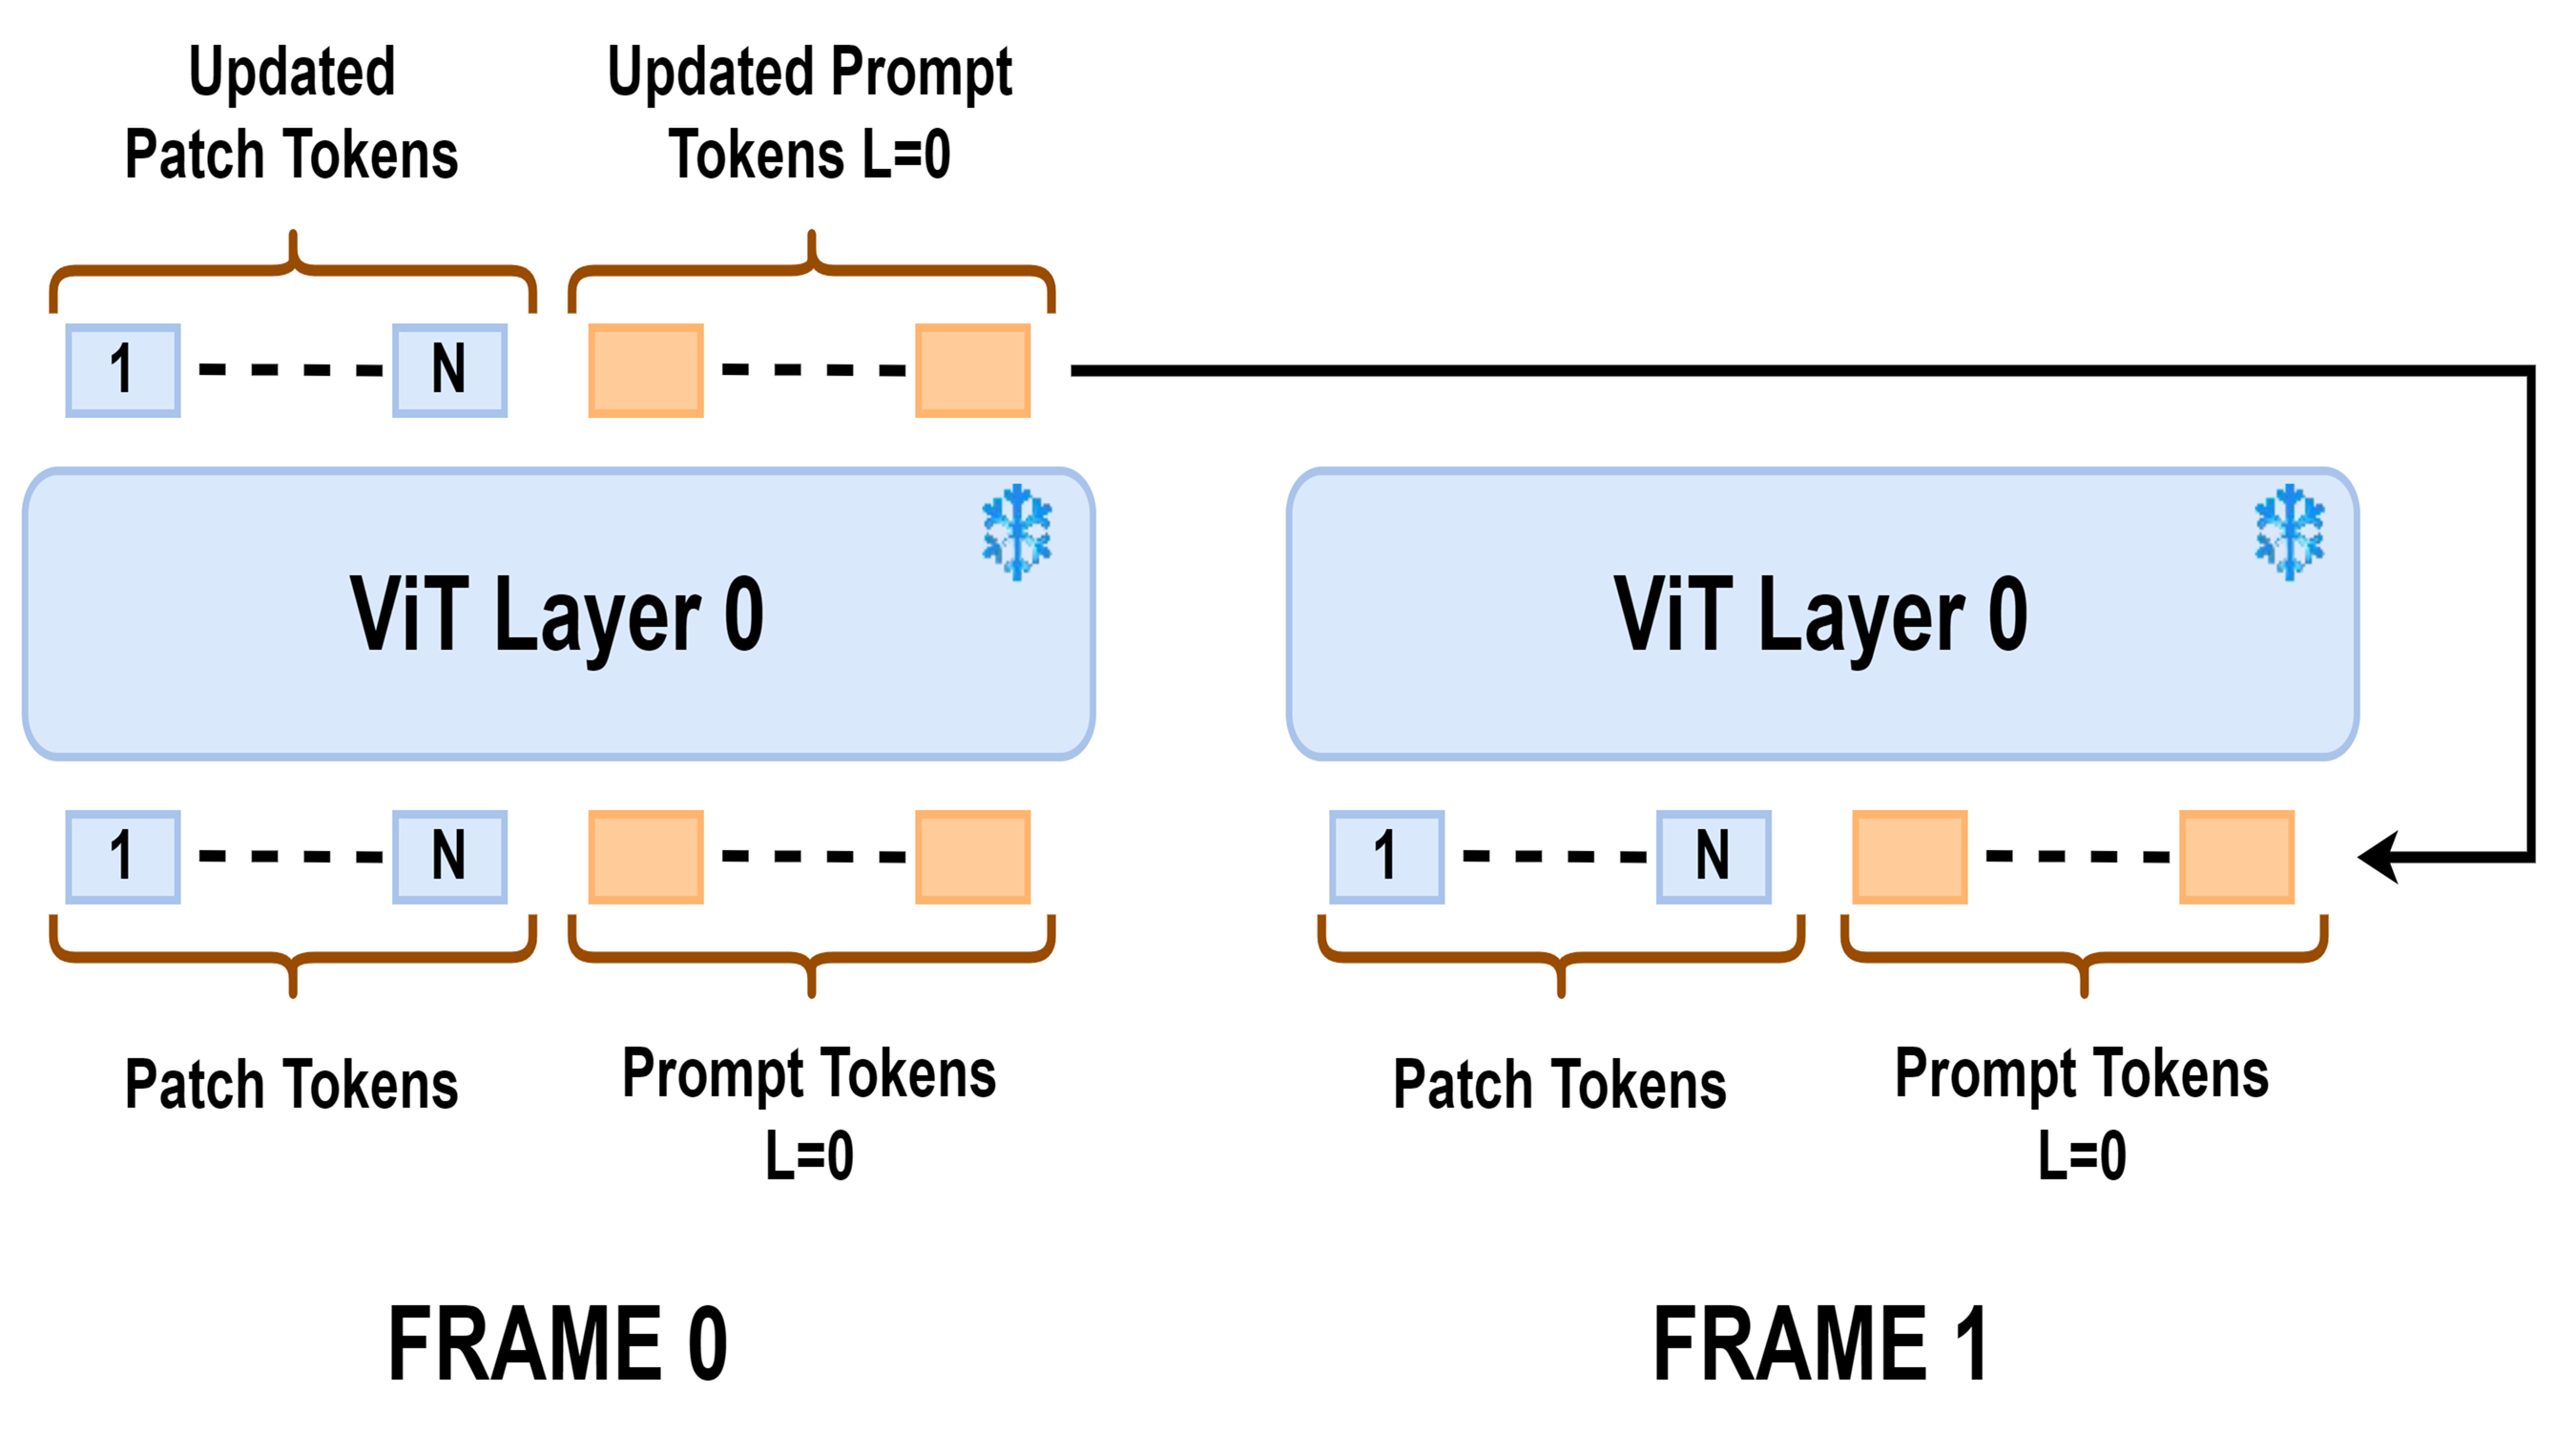 Updated
Patch Tokens
Updated Prompt
Tokens L=0
1
N
ViT Layer 0
ViT Layer 0
1
N
1
N
Patch Tokens
Prompt Tokens
L=0
Patch Tokens
Prompt Tokens
L=0
FRAME 0
FRAME 1